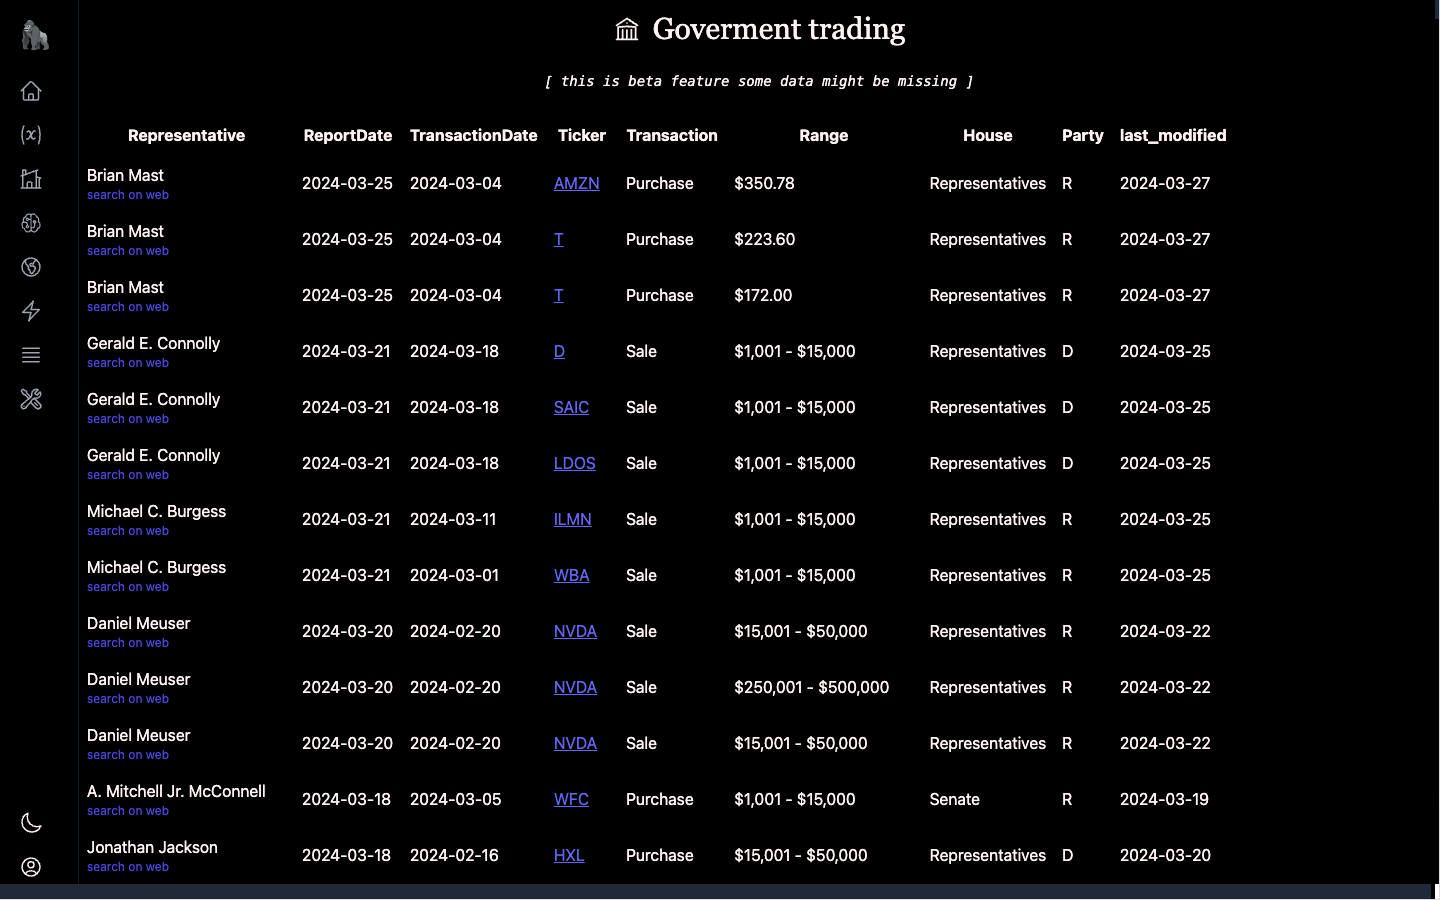 Goverment trading
[ this is beta feature some data might be missing ]
Representative ReportDate TransactionDate Ticker Transaction Range House Party last_modified
Brian Mast
search on web
2024-03-25 2024-03-04 AMZN Purchase $350.78 Representatives R 2024-03-27
Brian Mast
search on web
2024-03-25 2024-03-04 T Purchase $223.60 Representatives R 2024-03-27
Brian Mast
search on web
2024-03-25 2024-03-04 T Purchase $172.00 Representatives R 2024-03-27
Gerald E. Connolly
search on web
2024-03-21 2024-03-18 D Sale $1,001 - $15,000 Representatives D 2024-03-25
Gerald E. Connolly
search on web
2024-03-21 2024-03-18 SAIC Sale $1,001 - $15,000 Representatives D 2024-03-25
Gerald E. Connolly
search on web
2024-03-21 2024-03-18 LDOS Sale $1,001 - $15,000 Representatives D 2024-03-25
Michael C. Burgess
search on web
2024-03-21 2024-03-11 ILMN Sale $1,001 - $15,000 Representatives R 2024-03-25
Michael C. Burgess
search on web
2024-03-21 2024-03-01 WBA Sale $1,001 - $15,000 Representatives R 2024-03-25
Daniel Meuser
search on web
2024-03-20 2024-02-20 NVDA Sale $15,001 - $50,000 Representatives R 2024-03-22
Daniel Meuser
search on web
2024-03-20 2024-02-20 NVDA Sale $250,001 - $500,000 Representatives R 2024-03-22
Daniel Meuser
search on web
2024-03-20 2024-02-20 NVDA Sale $15,001 - $50,000 Representatives R 2024-03-22
A. Mitchell Jr. McConnell
search on web
2024-03-18 2024-03-05 WFC Purchase $1,001 - $15,000 Senate R 2024-03-19
Jonathan Jackson
search on web
2024-03-18 2024-02-16 HXL Purchase $15,001 - $50,000 Representatives D 2024-03-20